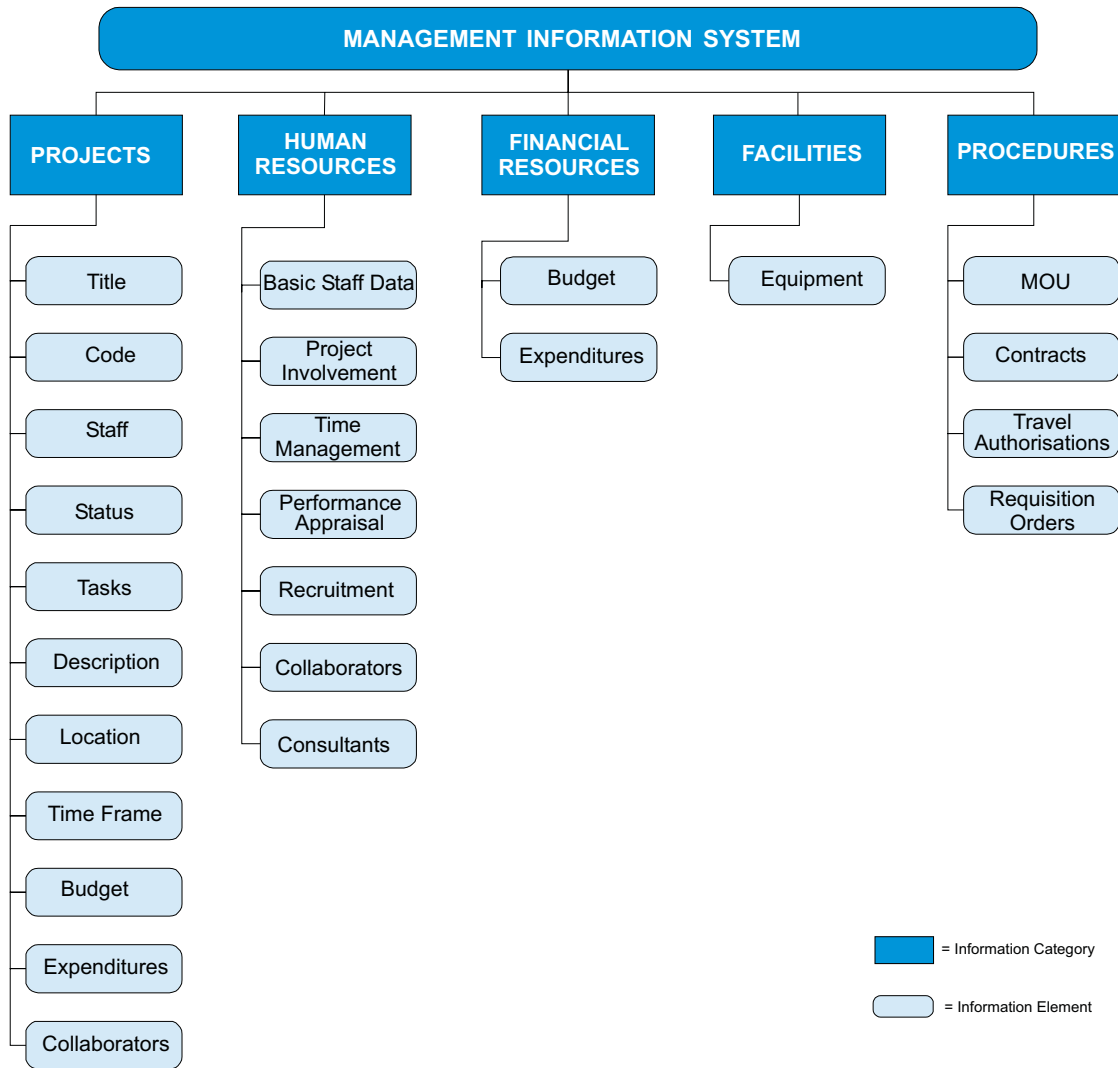 MANAGEMENT INFORMATION SYSTEM
PROJECTS
Title
Code
Staff
Status
Tasks
Description
Location
Time Frame
Budget
Expenditures
Collaborators
HUMAN
RESOURCES
Basic Staff Data
Project
Involvement
Time
Management
Performance
Appraisal
Recruitment
Collaborators
Consultants
FINANCIAL
RESOURCES
Budget
Expenditures
FACILITIES
Equipment
PROCEDURES
MOU
Contracts
Travel
Authorisations
Requisition
Orders
= Information Category
= Information Element